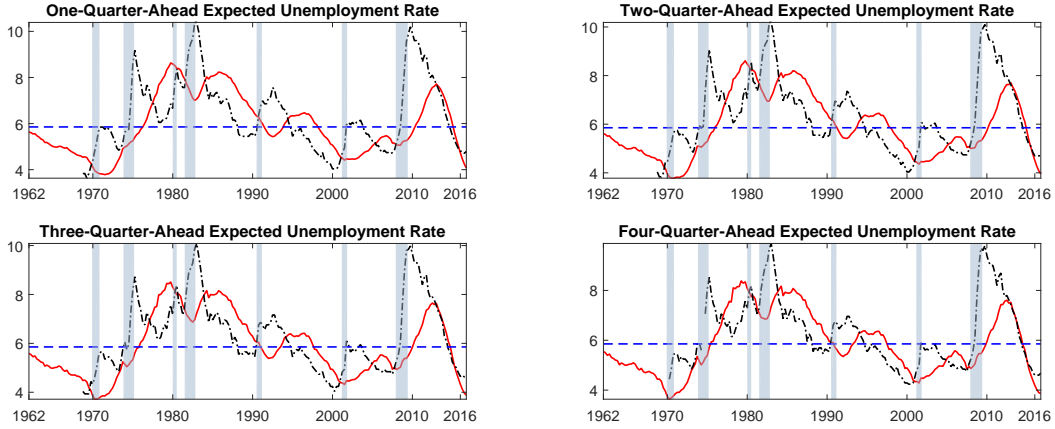 One-Quarter-Ahead Expected Unemployment Rate
10
8
6
4
1962 1970 1980 1990 2000 2010 2016
Two-Quarter-Ahead Expected Unemployment Rate
10
8
6
4
1962 1970 1980 1990 2000 2010 2016
Three-Quarter-Ahead Expected Unemployment Rate
10
8
6
4
1962 1970 1980 1990 2000 2010 2016
Four-Quarter-Ahead Expected Unemployment Rate
8
6
4
1962 1970 1980 1990 2000 2010 2016